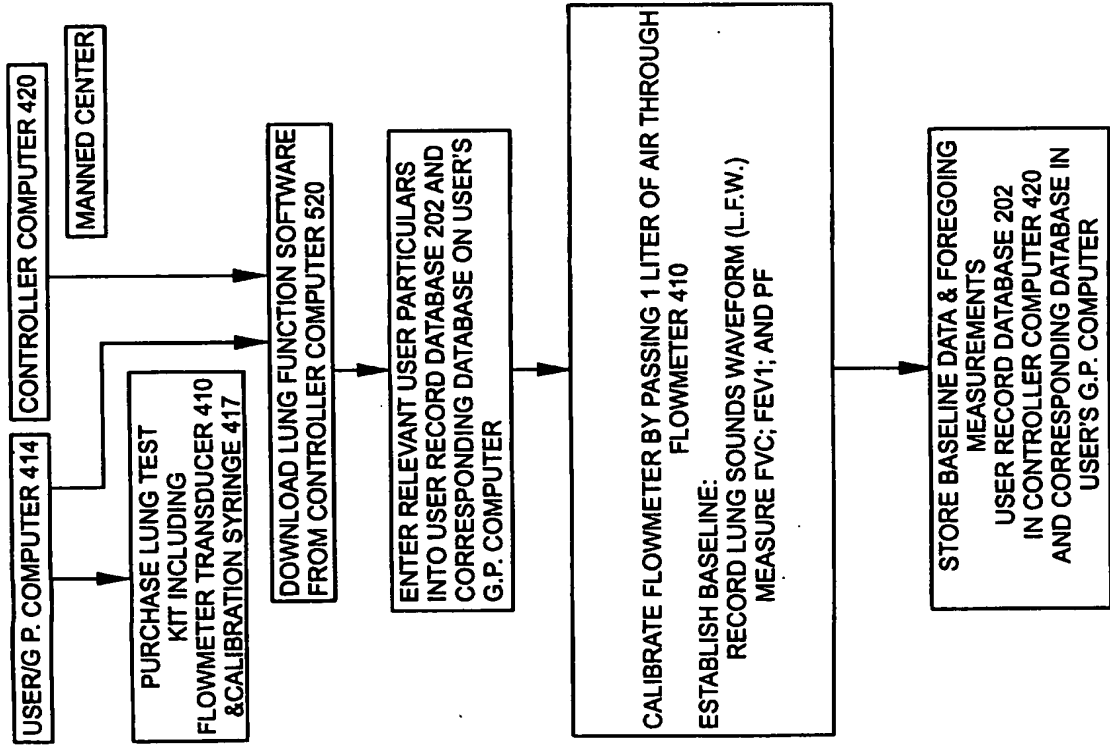 USER/G P. COMPUTER 414
CONTROLLER COMPUTER 420
MANNED CENTER
PURCHASE LUNG TEST
KIT INCLUDING
FLOWMETER TRANSDUCER 410
&CALIBRATION SYRINGE 417
DOWNLOAD LUNG FUNCTION SOFTWARE
FROM CONTROLLER COMPUTER 520
ENTER RELEVANT USER PARTICULARS
INTO USER RECORD DATABASE 202 AND
CORRESPONDING DATABASE ON USER'S
G.P. COMPUTER
CALIBRATE FLOWMETER BY PASSING 1 LITER OF AIR THROUGH
FLOWMETER 410
ESTABLISH BASELINE:
RECORD LUNG SOUNDS WAVEFORM (L.F.W.)
MEASURE FVC; FEV1; AND PF
STORE BASELINE DATA & FOREGOING
MEASUREMENTS
USER RECORD DATABASE 202
IN CONTROLLER COMPUTER 420
AND CORRESPONDING DATABASE IN
USER'S G.P. COMPUTER